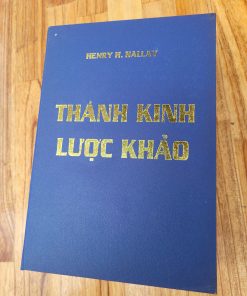 HENRY H. HALLAY
THÁNH KINH
LƯỢC KHẢO